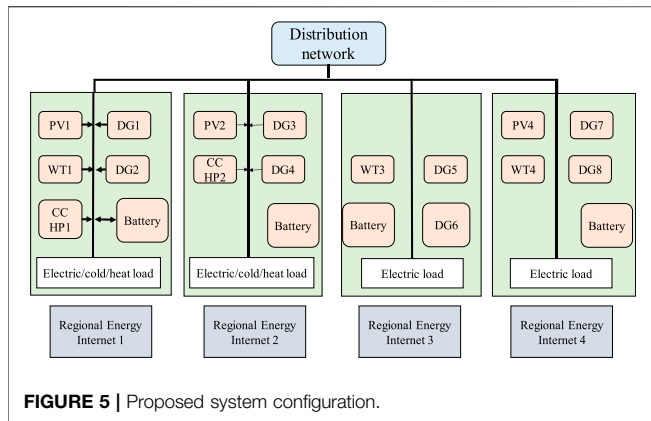 Distribution
network
PV1
DG1
WT1
DG2
CC
HP1
Battery
Electric/cold/heat load
Regional Energy
Internet 1
PV2
DG3
CC
HP2
DG4
Battery
Electric/cold/heat load
Regional Energy
Internet 2
WT3
DG5
Battery
DG6
Electric load
Regional Energy
Internet 3
PV4
DG7
WT4
DG8
Battery
Electric load
Regional Energy
Internet 4
FIGURE 5 | Proposed system configuration.